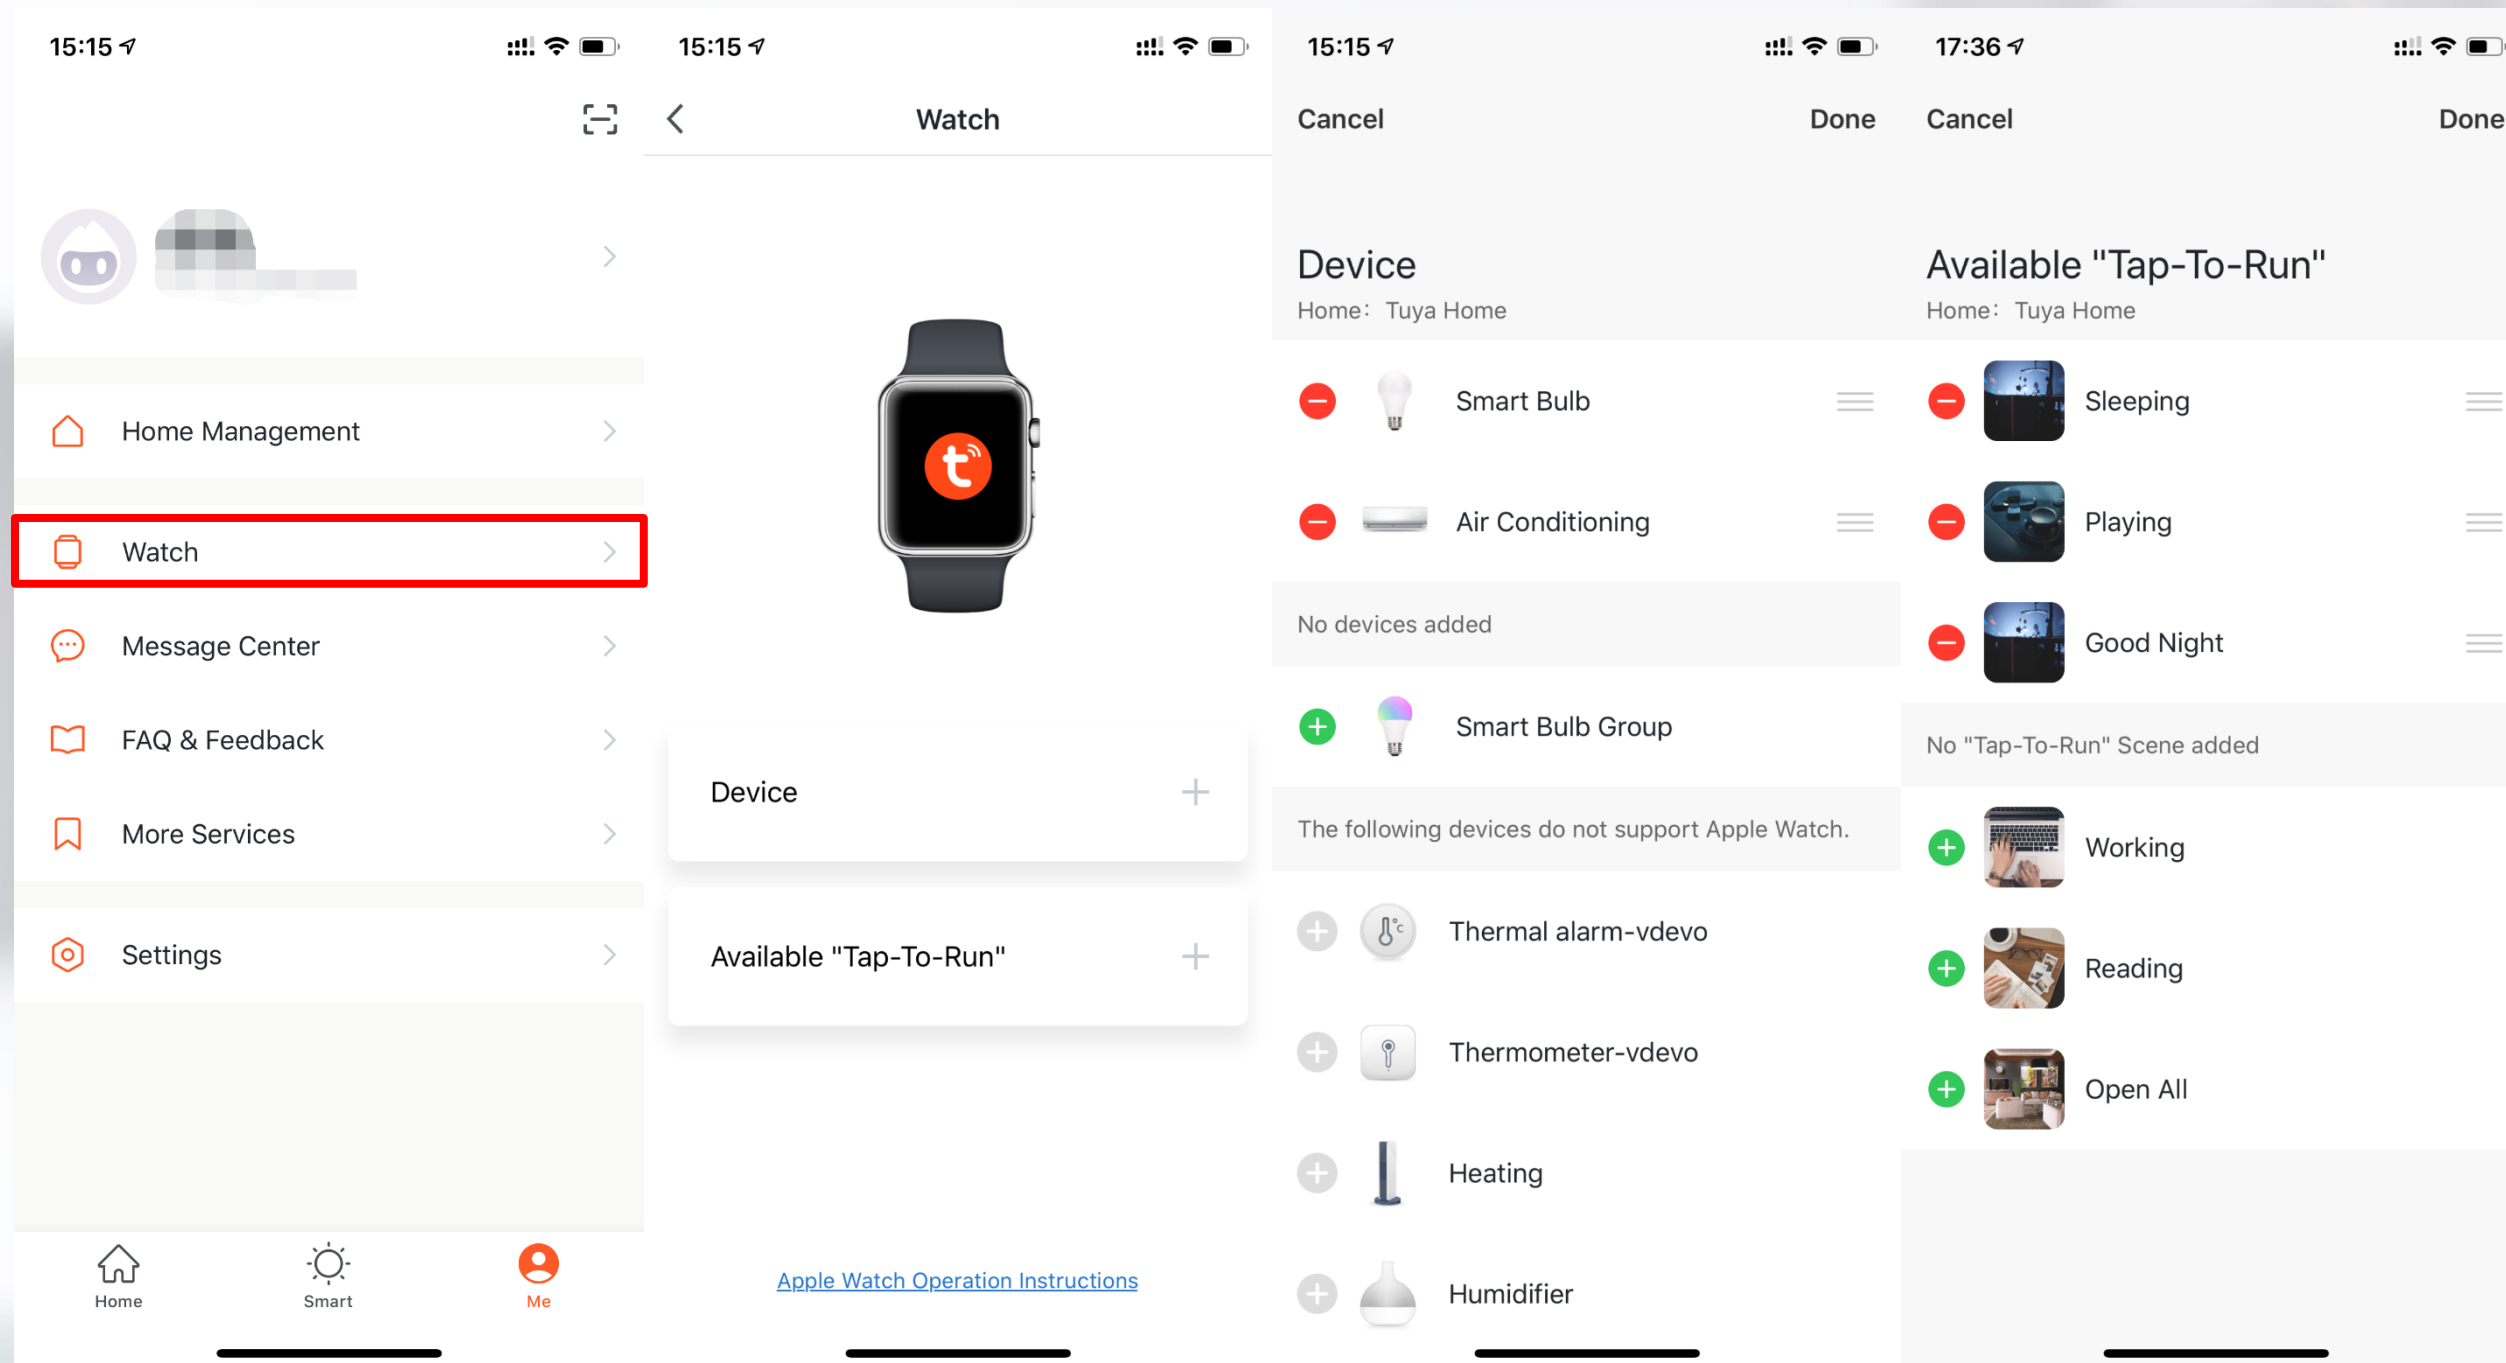 15:15
Home Management
Watch
Message Center
FAQ & Feedback
More Services
Settings
Home
Smart
Me
15:15
Watch
Device
Available "Tap-To-Run"
Apple Watch Operation Instructions
15:15
Cancel
Done
Device
Home: Tuya Home
Smart Bulb
Air Conditioning
No devices added
Smart Bulb Group
The following devices do not support Apple Watch.
Thermal alarm-vdevo
Thermometer-vdevo
Heating
Humidifier
17:36
Cancel
Done
Available "Tap-To-Run"
Home: Tuya Home
Sleeping
Playing
Good Night
No "Tap-To-Run" Scene added
Working
Reading
Open All